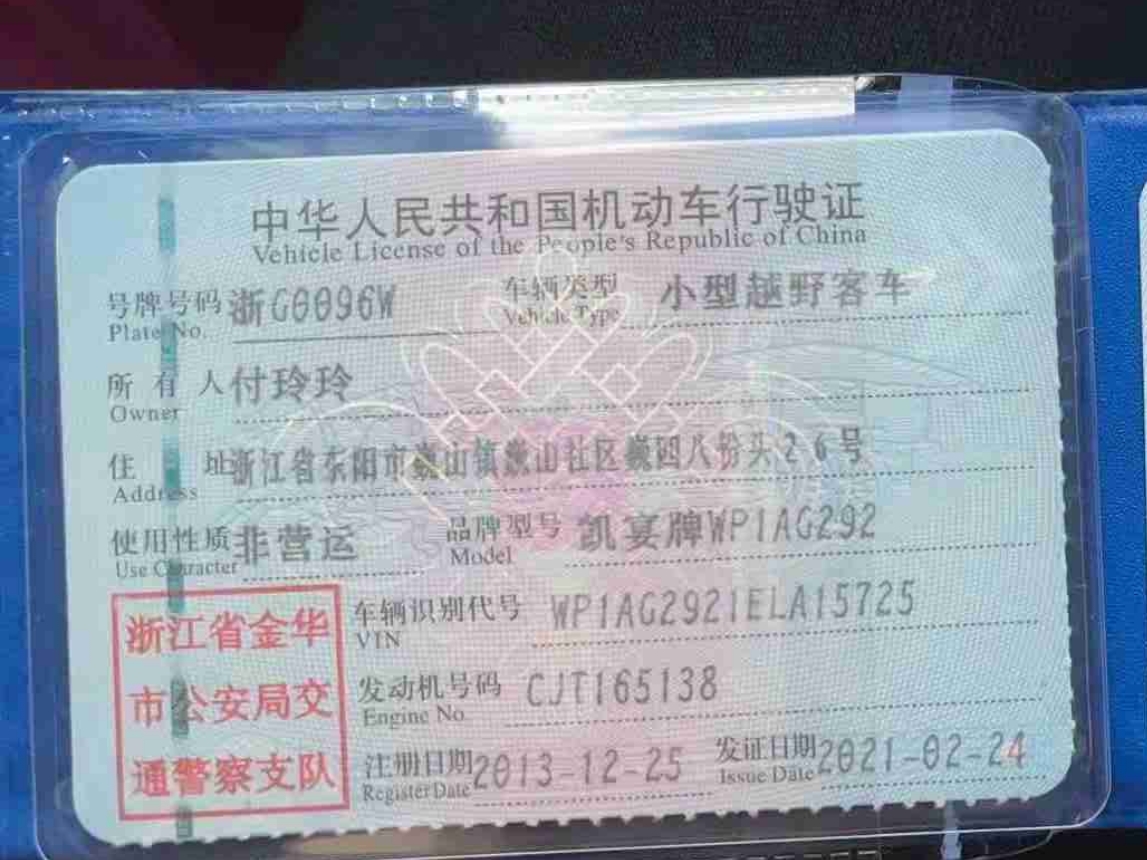 中华人民共和国机动车行驶证
Vehicle License of the People's Republic of China
号牌号码 浙G0096W 车辆类型 小型越野客车
Plate No. Vehicle Type
所有人 付玲玲
Owner
住址 浙江省东阳市巍山镇巍山社区巍四八份头26号
Address
使用性质 非营运 品牌型号 凯宴牌WP1AG292
Use Character Model
浙江省金华
市公安局交
通警察支队
车辆识别代号 WP1AG2921ELA15725
VIN
发动机号码 CJT165138
Engine No
注册日期 2013-12-25 发证日期 2021-02-24
Register Date Issue Date